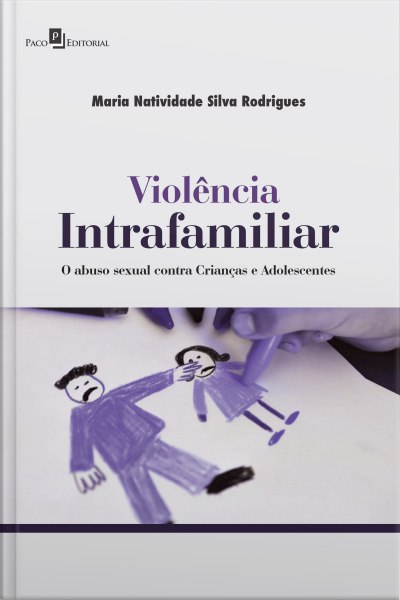 PACO EDITORIAL
Maria Natividade Silva Rodrigues
Violência
Intrafamiliar
O abuso sexual contra Crianças e Adolescentes